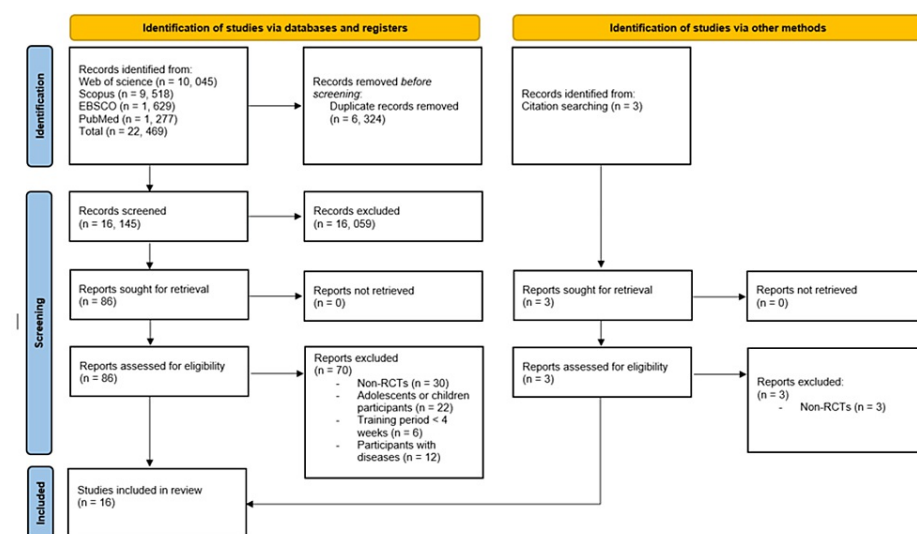 Identification of studies via databases and registers
Identification of studies via other methods
Identification
Records identified from:
Web of science (n = 10, 045)
Scopus (n = 9, 518)
EBSCO (n = 1, 629)
PubMed (n = 1, 277)
Total (n = 22, 469)
Records removed before
screening:
Duplicate records removed
(n = 6, 324)
Records identified from:
Citation searching (n = 3)
Screening
Records screened
(n = 16, 145)
Records excluded
(n = 16, 059)
Reports sought for retrieval
(n = 86)
Reports not retrieved
(n = 0)
Reports sought for retrieval
(n = 3)
Reports not retrieved
(n = 0)
Reports assessed for eligibility
(n = 86)
Reports excluded
(n = 70)
- Non-RCTs (n = 30)
- Adolescents or children
participants (n = 22)
- Training period < 4
weeks (n = 6)
- Participants with
diseases (n = 12)
Reports assessed for eligibility
(n = 3)
Reports excluded:
(n = 3)
- Non-RCTs (n = 3)
Included
Studies included in review
(n = 16)